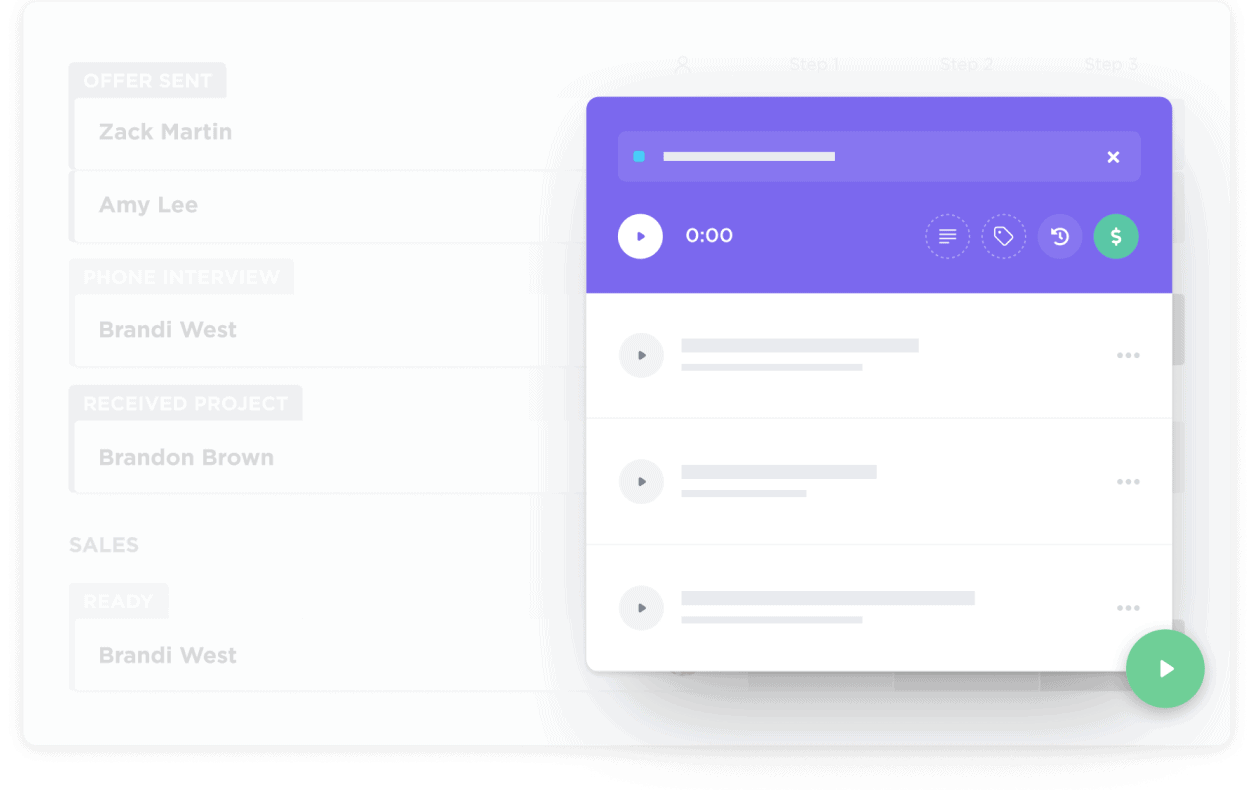 OFFER SENT
Step 1
Step 2
Step 3
Zack Martin
Amy Lee
0:00
$
PHONE INTERVIEW
Brandi West
RECEIVED PROJECT
Brandon Brown
SALES
READY
Brandi West